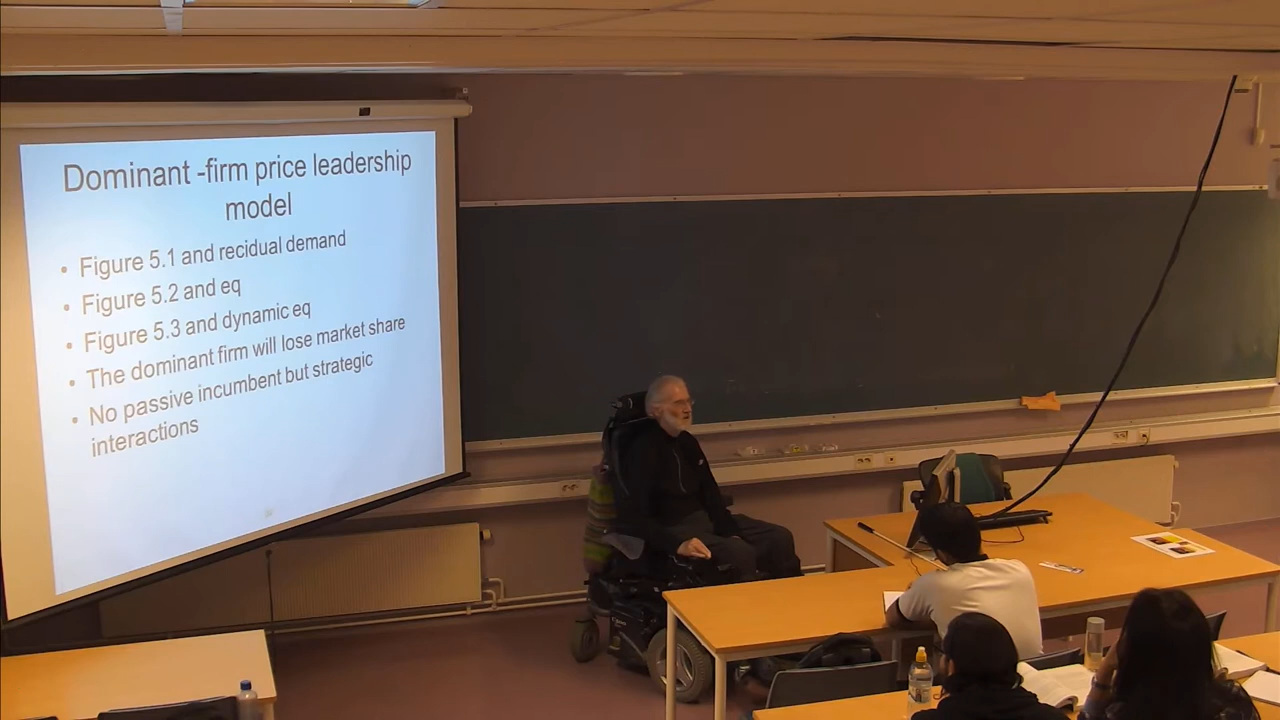 Dominant -firm price leadership
model
• Figure 5.1 and recidual demand
• Figure 5.2 and eq
• Figure 5.3 and dynamic eq
• The dominant firm will lose market share
• No passive incumbent but strategic
interactions